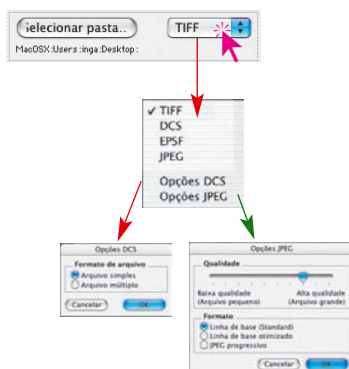 ielecionar pasta..
TIFF
MacOSX:Users:inga:Desktop:
✓ TIFF
DCS
EPSF
JPEG
Opções DCS
Opções JPEG
Opções DCS
Formato de arquivo
Arquivo simples
Arquivo múltiplo
Cancelar
OK
Opções JPEG
Qualidade
Baixa qualidade Alta qualidade
(Arquivo pequeno) (Arquivo grande)
Formato
Linha de base (Standard)
Linha de base otimizado
JPEG progressivo
Cancelar
OK